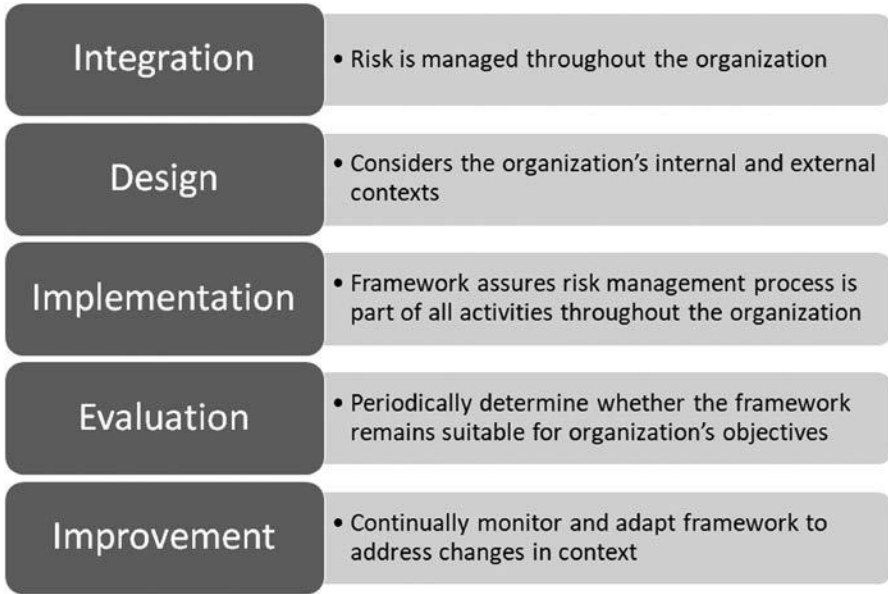 Integration
• Risk is managed throughout the organization
Design
• Considers the organization's internal and external
contexts
Implementation
• Framework assures risk management process is
part of all activities throughout the organization
Evaluation
• Periodically determine whether the framework
remains suitable for organization's objectives
Improvement
• Continually monitor and adapt framework to
address changes in context